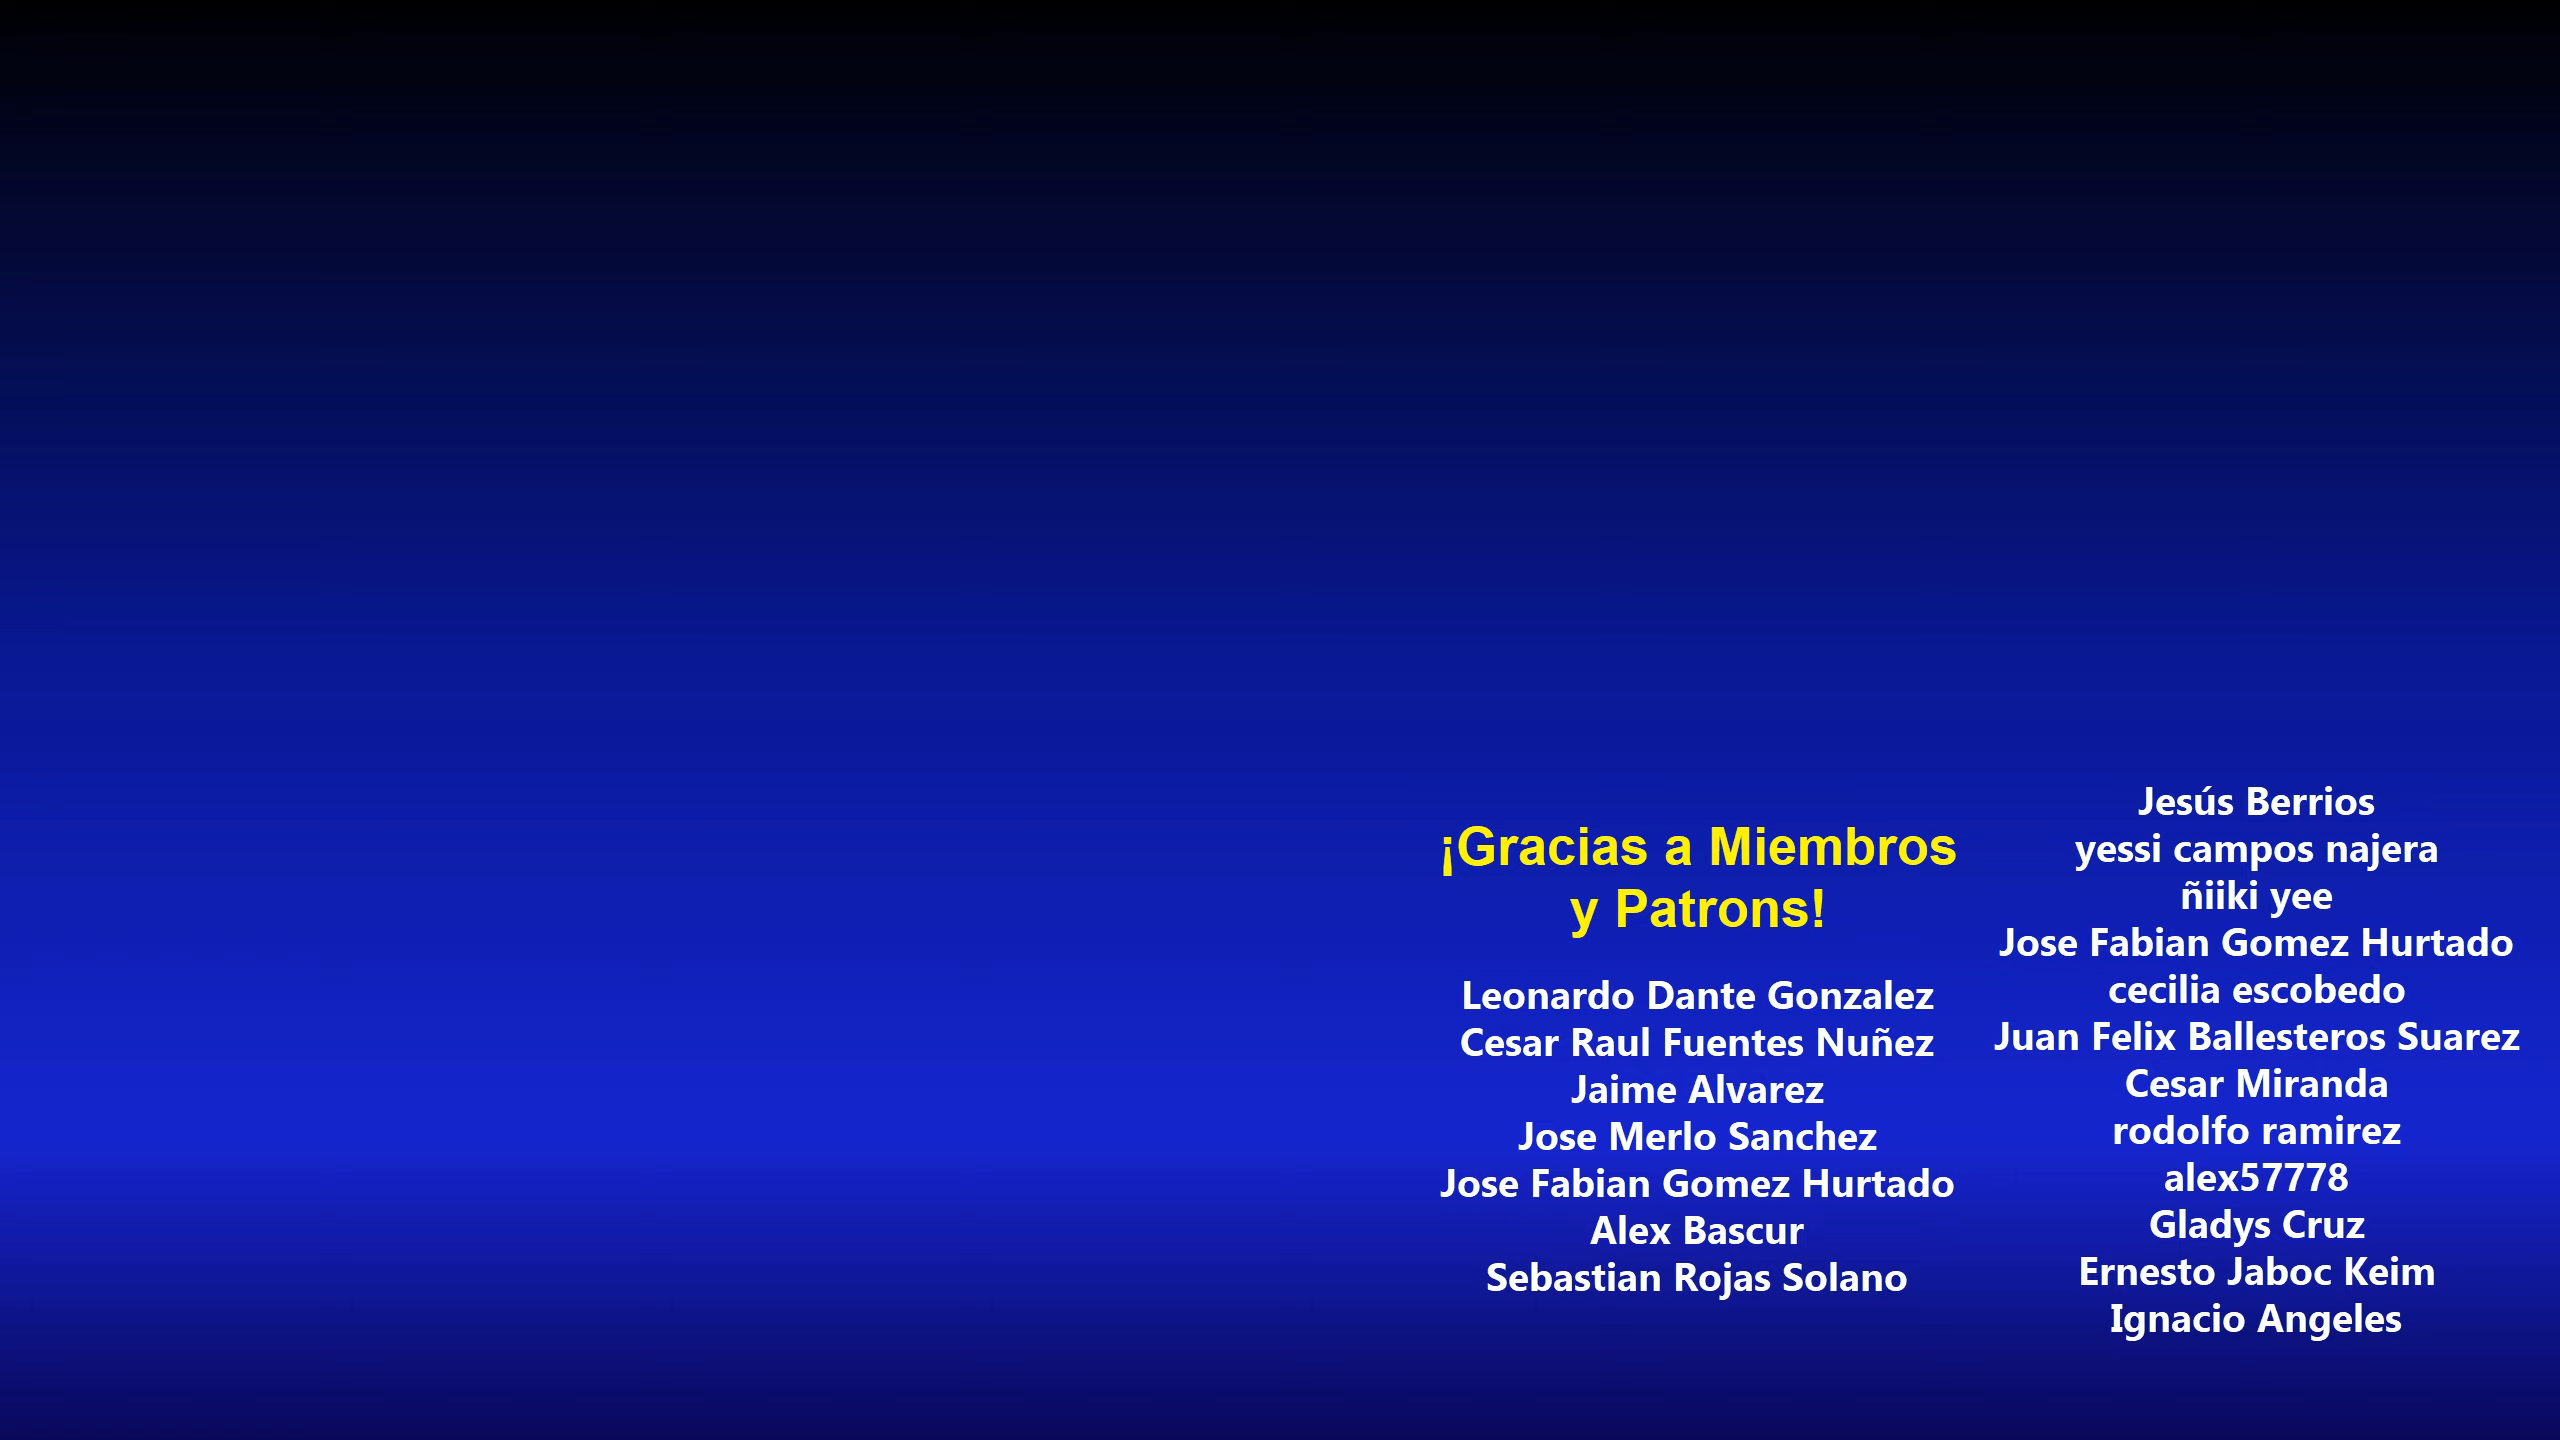 ¡Gracias a Miembros
y Patrons!
Leonardo Dante Gonzalez
Cesar Raul Fuentes Nuñez
Jaime Alvarez
Jose Merlo Sanchez
Jose Fabian Gomez Hurtado
Alex Bascur
Sebastian Rojas Solano
Jesús Berrios
yessi campos najera
ñiiki yee
Jose Fabian Gomez Hurtado
cecilia escobedo
Juan Felix Ballesteros Suarez
Cesar Miranda
rodolfo ramirez
alex57778
Gladys Cruz
Ernesto Jaboc Keim
Ignacio Angeles